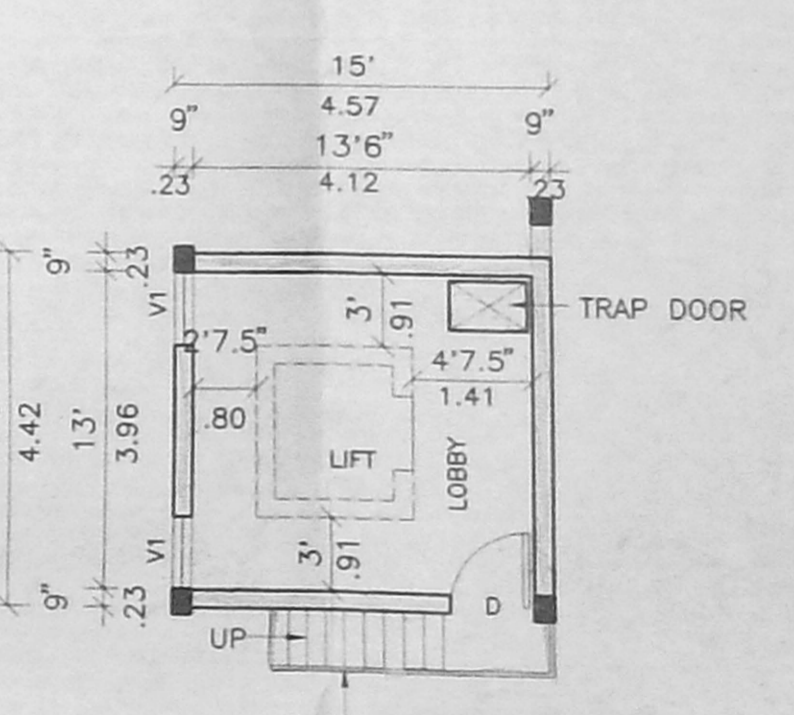 15'
4.57
9" 9"
13'6"
.23 4.12 .23
9" .23
V1
3' .91
TRAP DOOR
2'7.5"
4'7.5"
.80
1.41
4.42 13' 3.96
LIFT
LOBBY
V1
3' .91
9" .23
D
UP